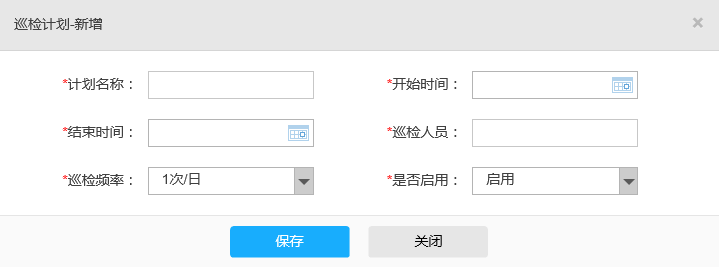 巡检计划-新增
*计划名称： *开始时间：
*结束时间： *巡检人员：
*巡检频率： 1次/日 *是否启用： 启用
保存 关闭